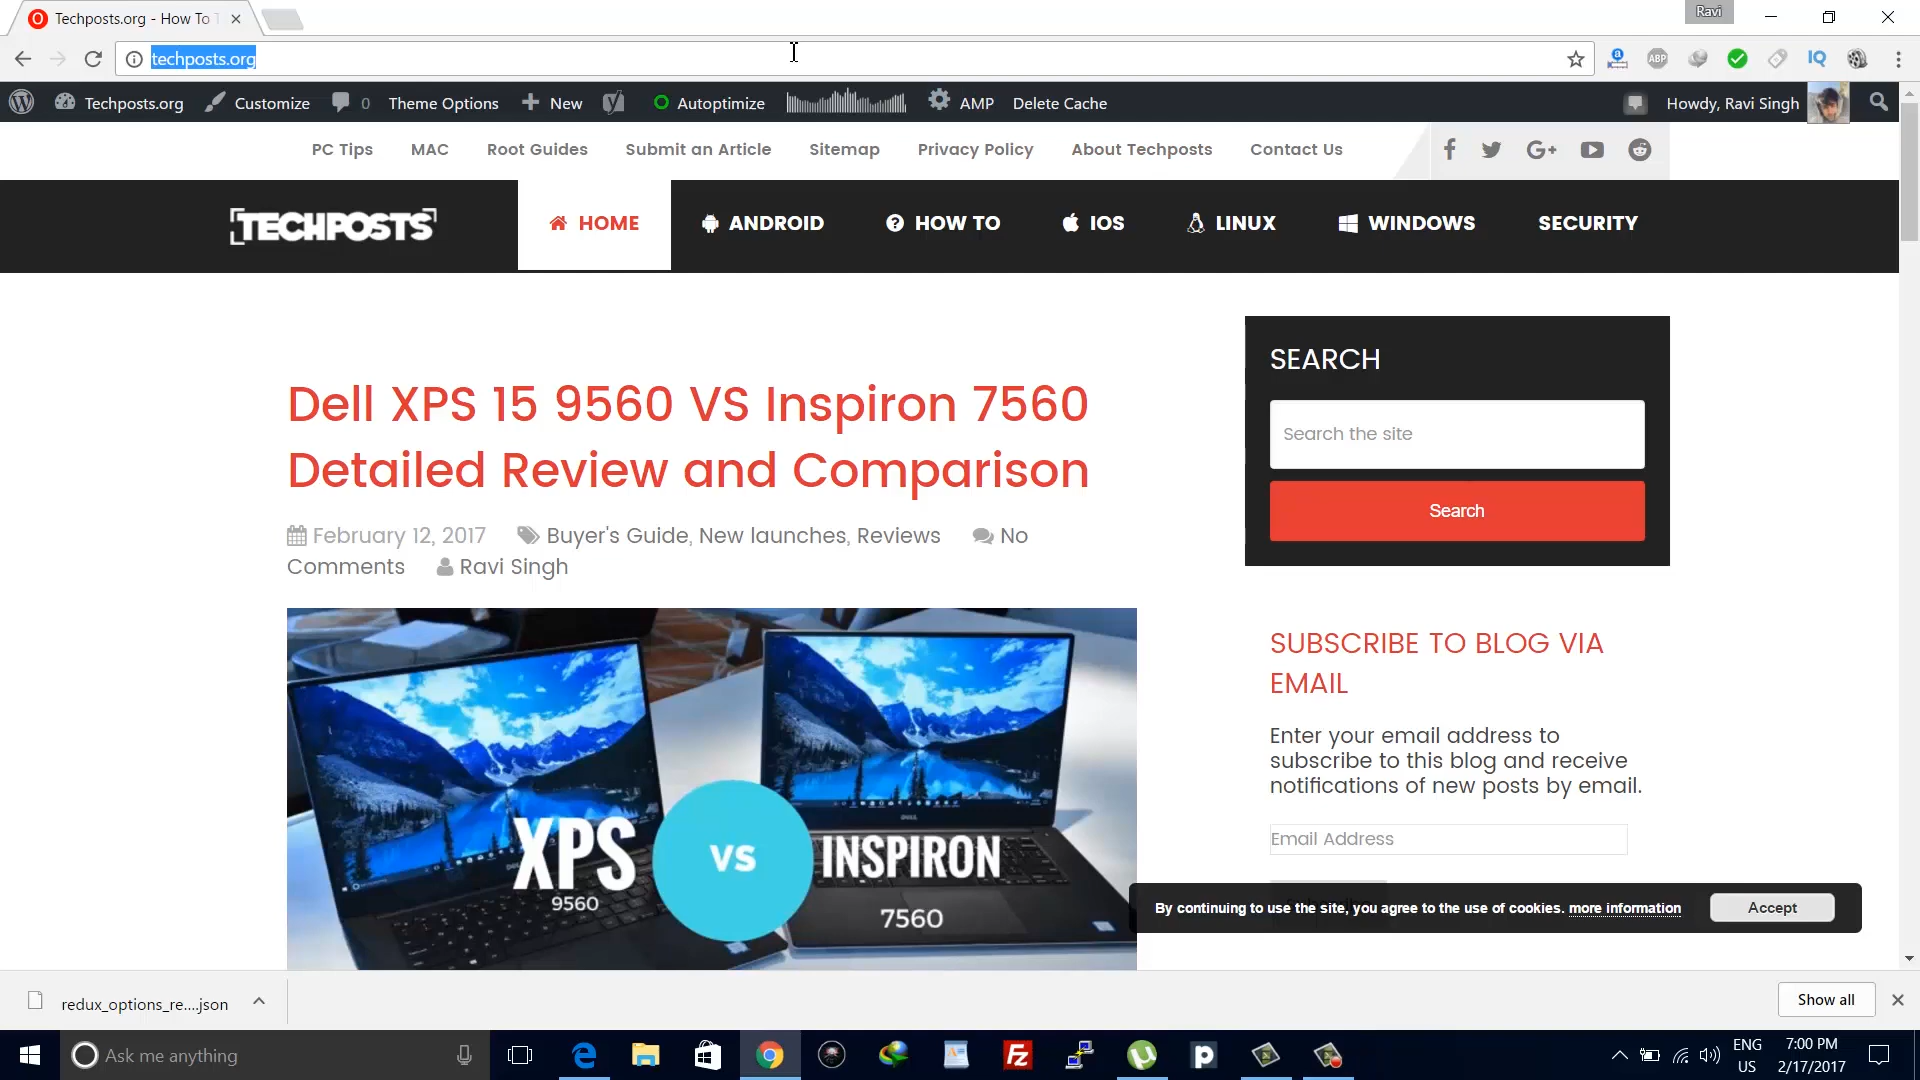 Techposts.org - How To T
Ravi
techposts.org
ABP
IQ
Techposts.org
Customize
0
Theme Options
New
Autoptimize
AMP
Delete Cache
Howdy, Ravi Singh
PC Tips
MAC
Root Guides
Submit an Article
Sitemap
Privacy Policy
About Techposts
Contact Us
[TECHPOSTS]
HOME
ANDROID
HOW TO
IOS
LINUX
WINDOWS
SECURITY
Dell XPS 15 9560 VS Inspiron 7560
Detailed Review and Comparison
February 12, 2017
Buyer's Guide, New launches, Reviews
No
Comments
Ravi Singh
XPS
9560
VS
INSPIRON
7560
DELL
SEARCH
Search the site
Search
SUBSCRIBE TO BLOG VIA
EMAIL
Enter your email address to
subscribe to this blog and receive
notifications of new posts by email.
Email Address
By continuing to use the site, you agree to the use of cookies. more information
Accept
redux_options_re....json
Show all
Ask me anything
ENG
US
7:00 PM
2/17/2017